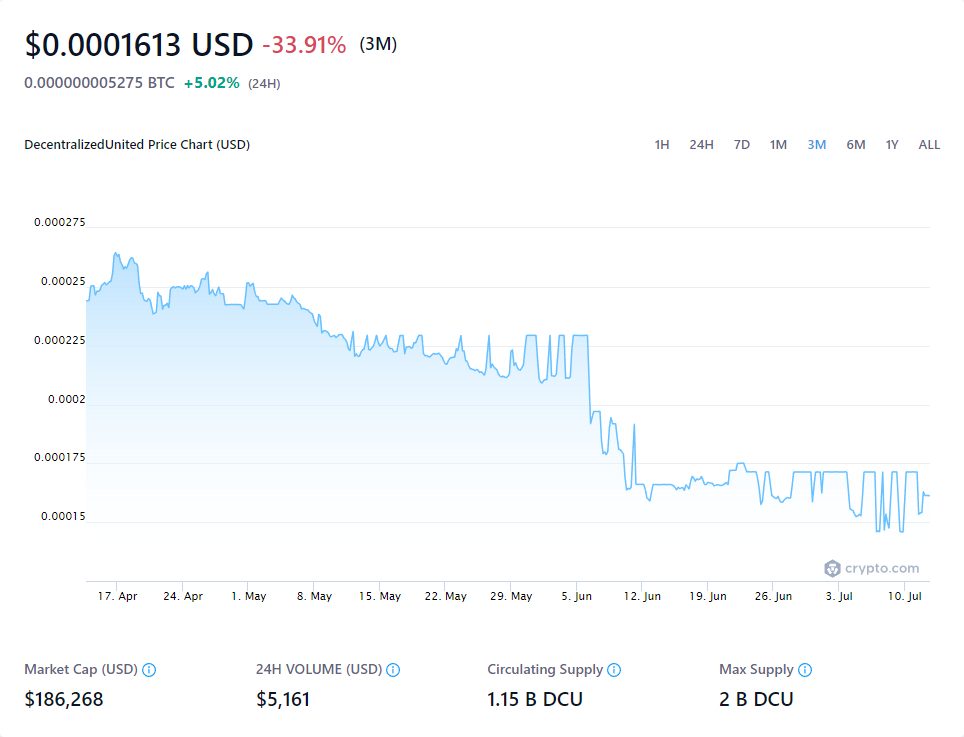 $0.0001613 USD -33.91% (3M)
0.000000005275 BTC +5.02% (24H)
DecentralizedUnited Price Chart (USD)
1H 24H 7D 1M 3M 6M 1Y ALL
0.000275
0.00025
0.000225
0.0002
0.000175
0.00015
crypto.com
17. Apr 24. Apr 1. May 8. May 15. May 22. May 29. May 5. Jun 12. Jun 19. Jun 26. Jun 3. Jul 10. Jul
Market Cap (USD) 24H VOLUME (USD) Circulating Supply Max Supply
$186,268 $5,161 1.15 B DCU 2 B DCU